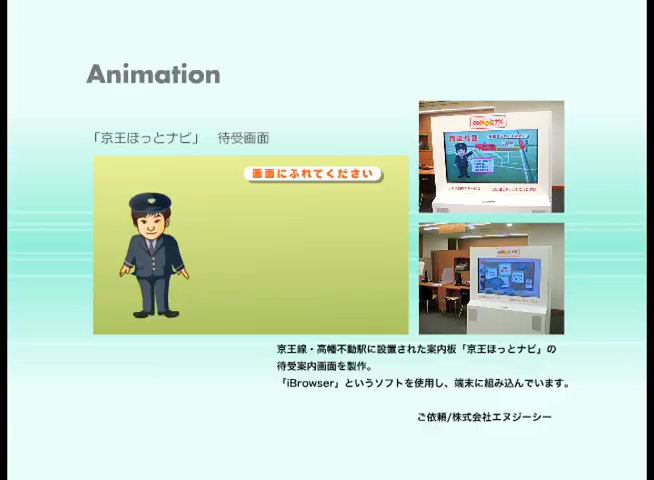 Animation
「京王ほっとナビ」　待受画面
画面にふれてください
京王線・高幡不動駅に設置された案内板「京王ほっとナビ」の
待受案内画面を製作。
「iBrowser」というソフトを使用し、端末に組み込んでいます。
ご依頼/株式会社エヌジーシー